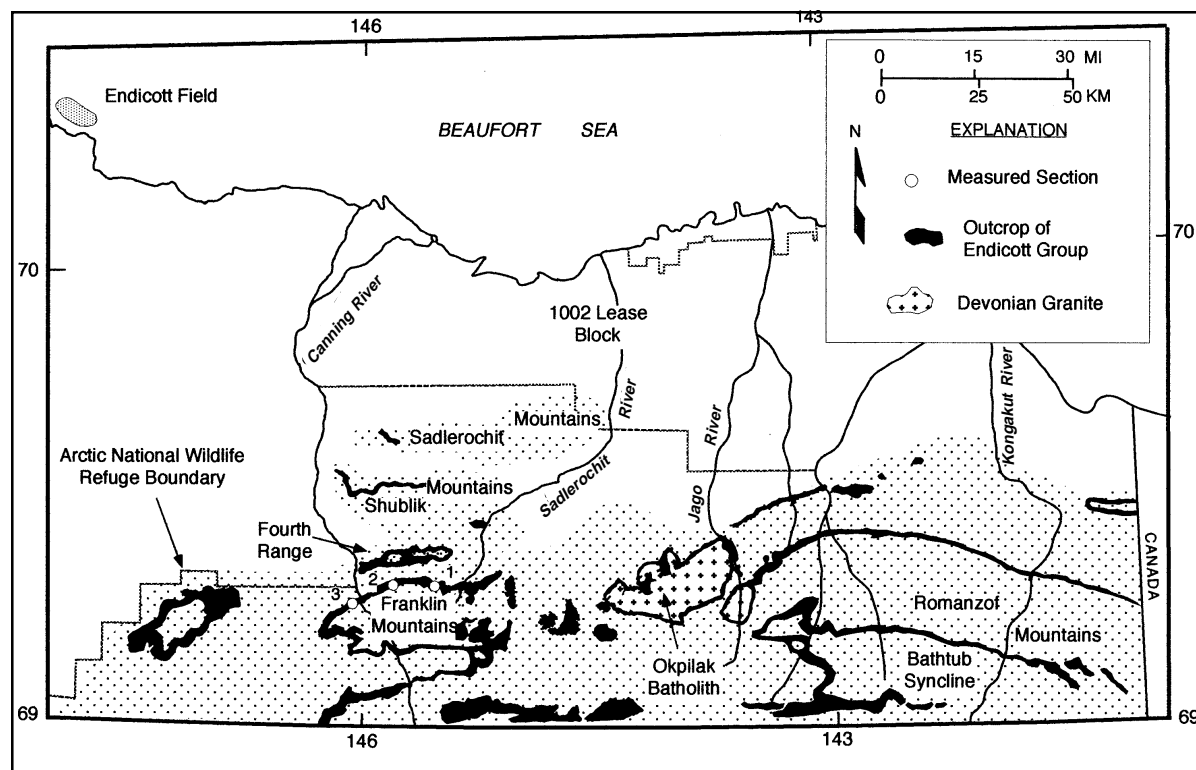 146
143
Endicott Field
BEAUFORT SEA
0 15 30 MI
0 25 50 KM
N
EXPLANATION
Measured Section
Outcrop of
Endicott Group
Devonian Granite
70
70
Canning River
1002 Lease
Block
River
Sadlerochit
River
Jago
Kongakut River
Mountains
Sadlerochit
Arctic National Wildlife
Refuge Boundary
Mountains
Shublik
Fourth
Range
1
2
3
Franklin
Mountains
Okpilak
Batholith
Romanzof
Mountains
Bathtub
Syncline
CANADA
69
69
146
143